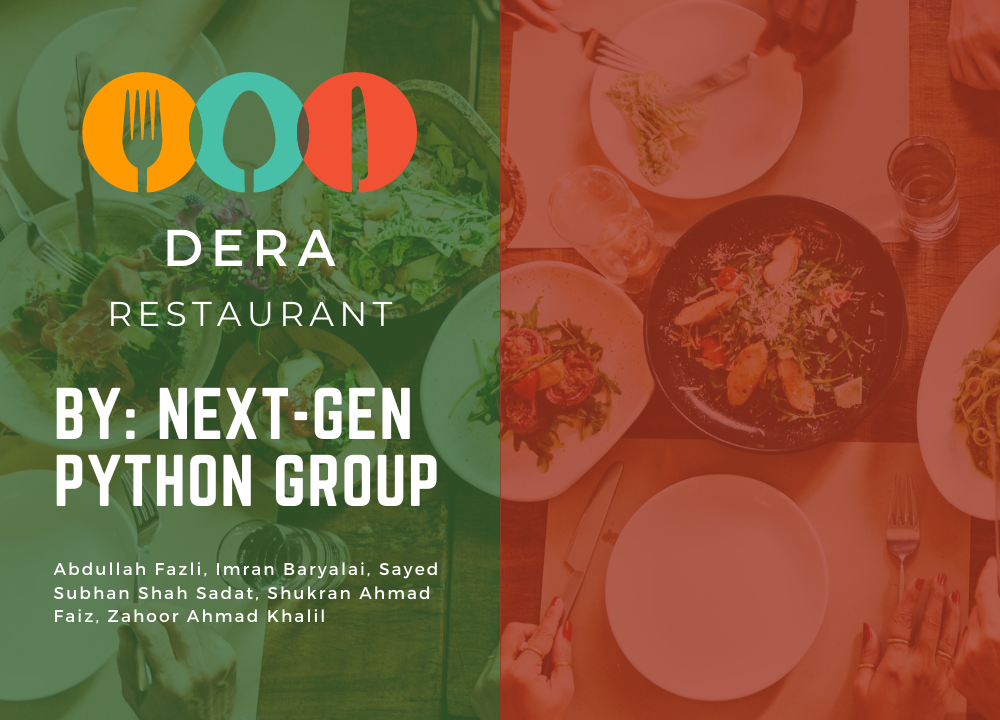 DERA
RESTAURANT
BY: NEXT-GEN
PYTHON GROUP
Abdullah Fazli, Imran Baryalai, Sayed
Subhan Shah Sadat, Shukran Ahmad
Faiz, Zahoor Ahmad Khalil